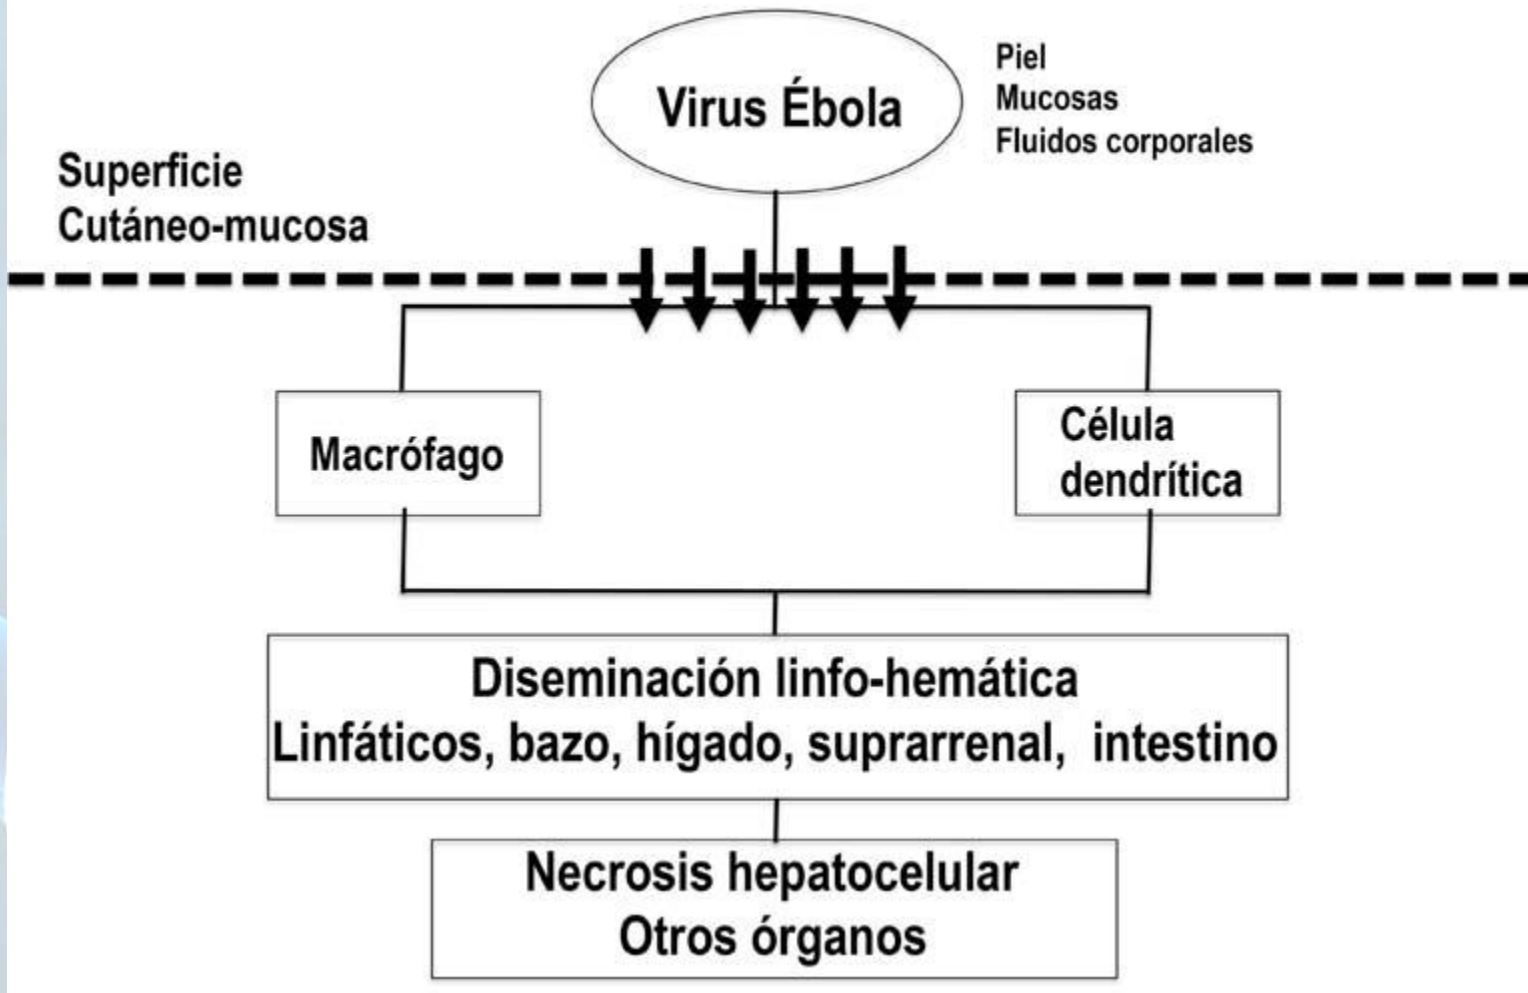 Virus Ébola
Piel
Mucosas
Fluidos corporales
Superficie
Cutáneo-mucosa
Macrófago
Célula
dendrítica
Diseminación linfo-hemática
Linfáticos, bazo, hígado, suprarrenal, intestino
Necrosis hepatocelular
Otros órganos